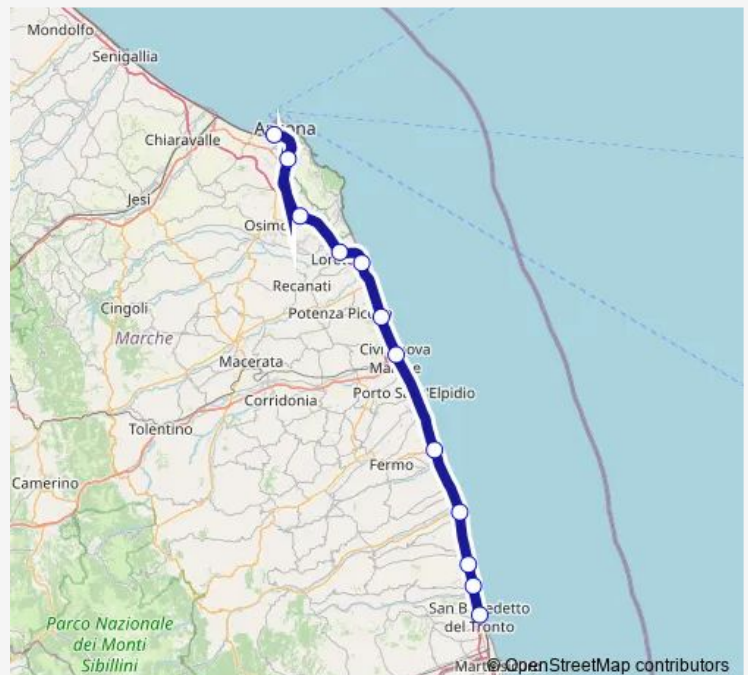 Mondolfo
Senigallia
Chiaravalle
Jesi
Osimo
Recanati
Cingoli
Potenza Pic
Marche
Macerata
Corridonia
Tolentino
Fermo
Camerino
San B
edetto
del Tronto
Parco Nazionale
dei Monti
Sibillini
© OpenStreetMap contributors